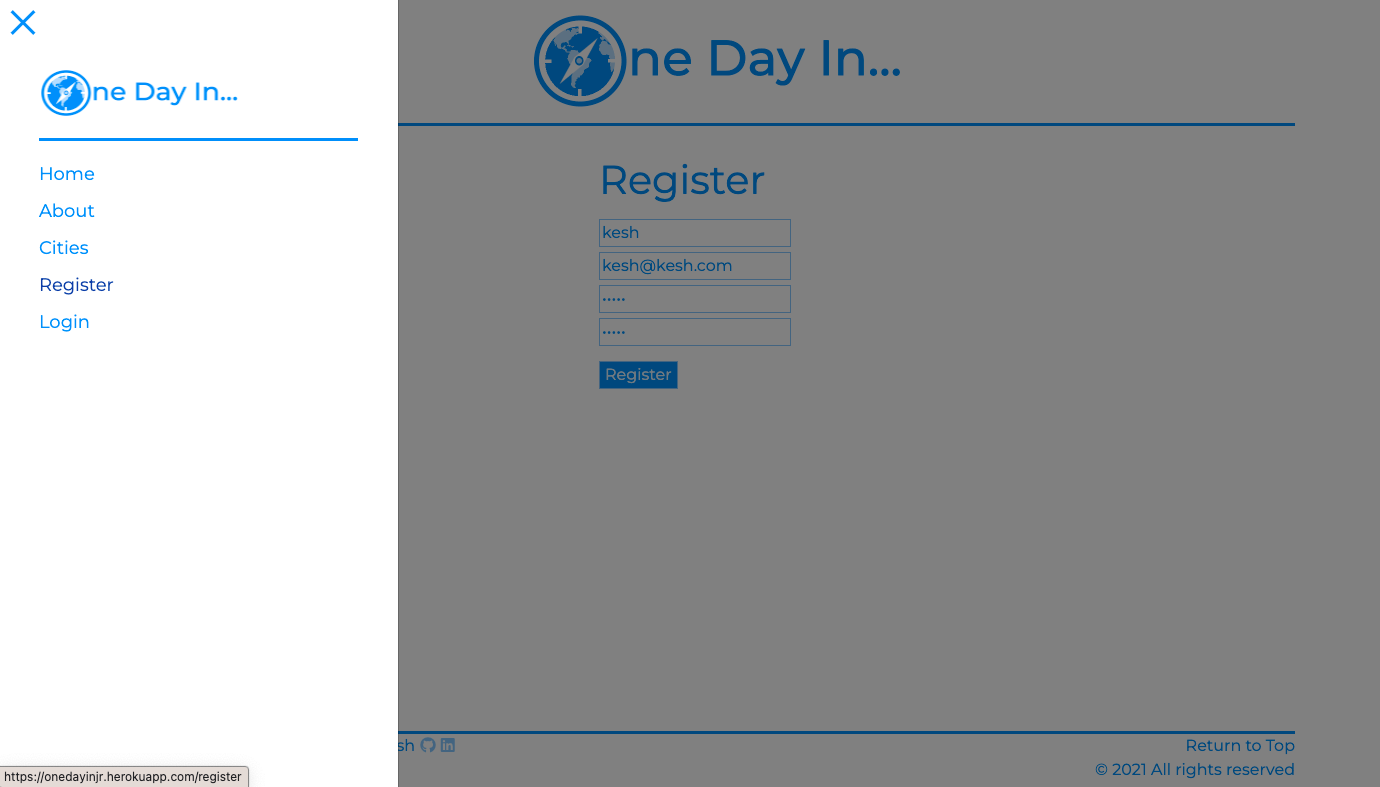 ne Day In...
Home
About
Cities
Register
Login
ne Day In...
Register
kesh
kesh@kesh.com
•••••
•••••
Register
sh
Return to Top
© 2021 All rights reserved
https://onedayinjr.herokuapp.com/register